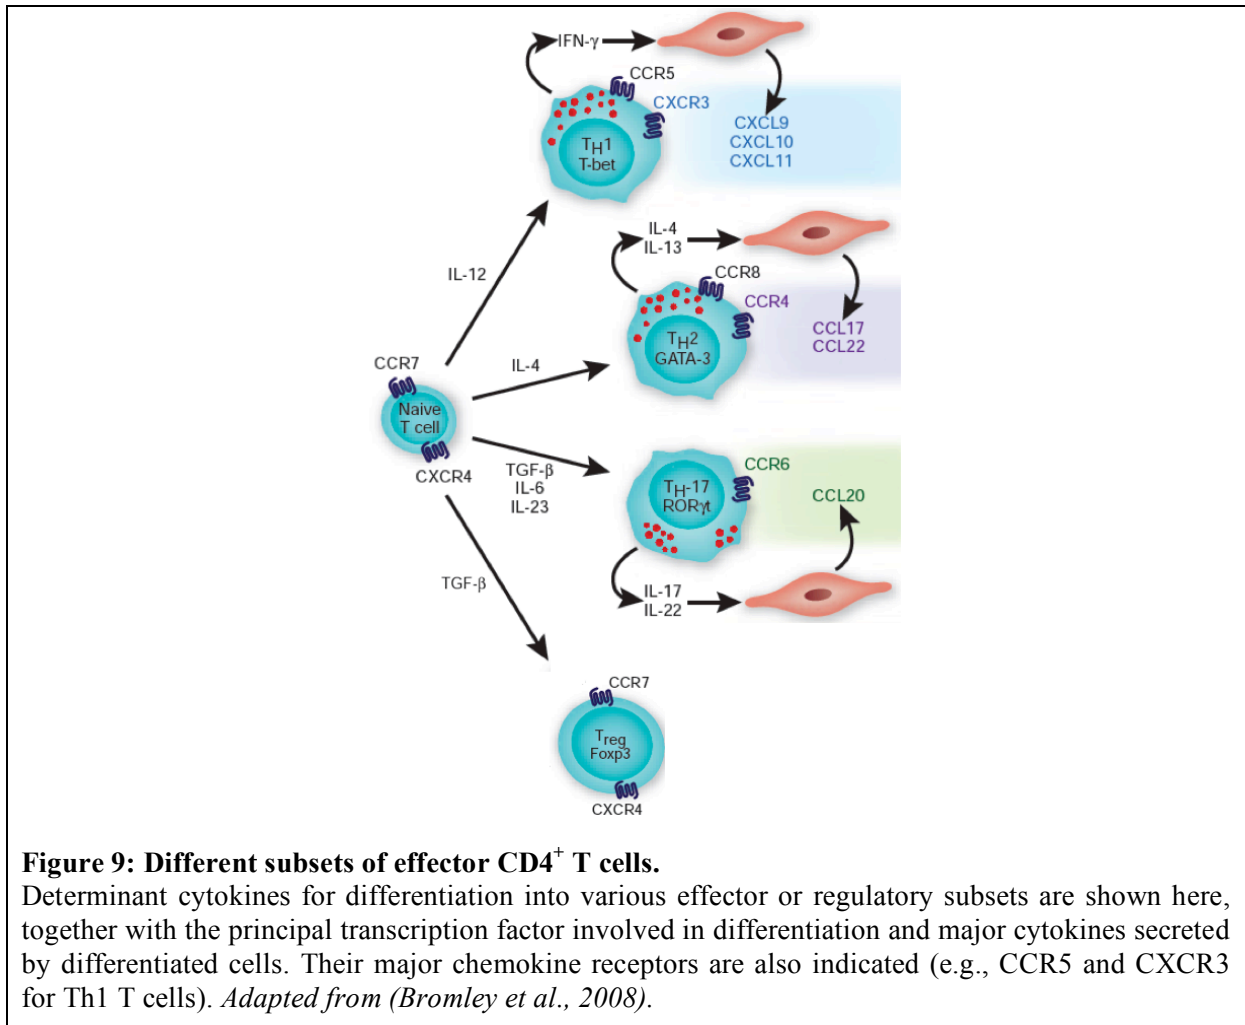 IFN-γ
CCR5
CXCR3
CXCL9
CXCL10
CXCL11
TH1
T-bet
IL-12
IL-4
IL-13
CCR8
CCR4
CCL17
CCL22
TH2
GATA-3
IL-4
CCR7
Naive
T cell
CXCR4
TGF-β
IL-6
IL-23
CCR6
TH-17
RORγt
CCL20
IL-17
IL-22
TGF-β
CCR7
Treg
Foxp3
CXCR4
Figure 9: Different subsets of effector CD4+ T cells.
Determinant cytokines for differentiation into various effector or regulatory subsets are shown here,
together with the principal transcription factor involved in differentiation and major cytokines secreted
by differentiated cells. Their major chemokine receptors are also indicated (e.g., CCR5 and CXCR3
for Th1 T cells). Adapted from (Bromley et al., 2008).